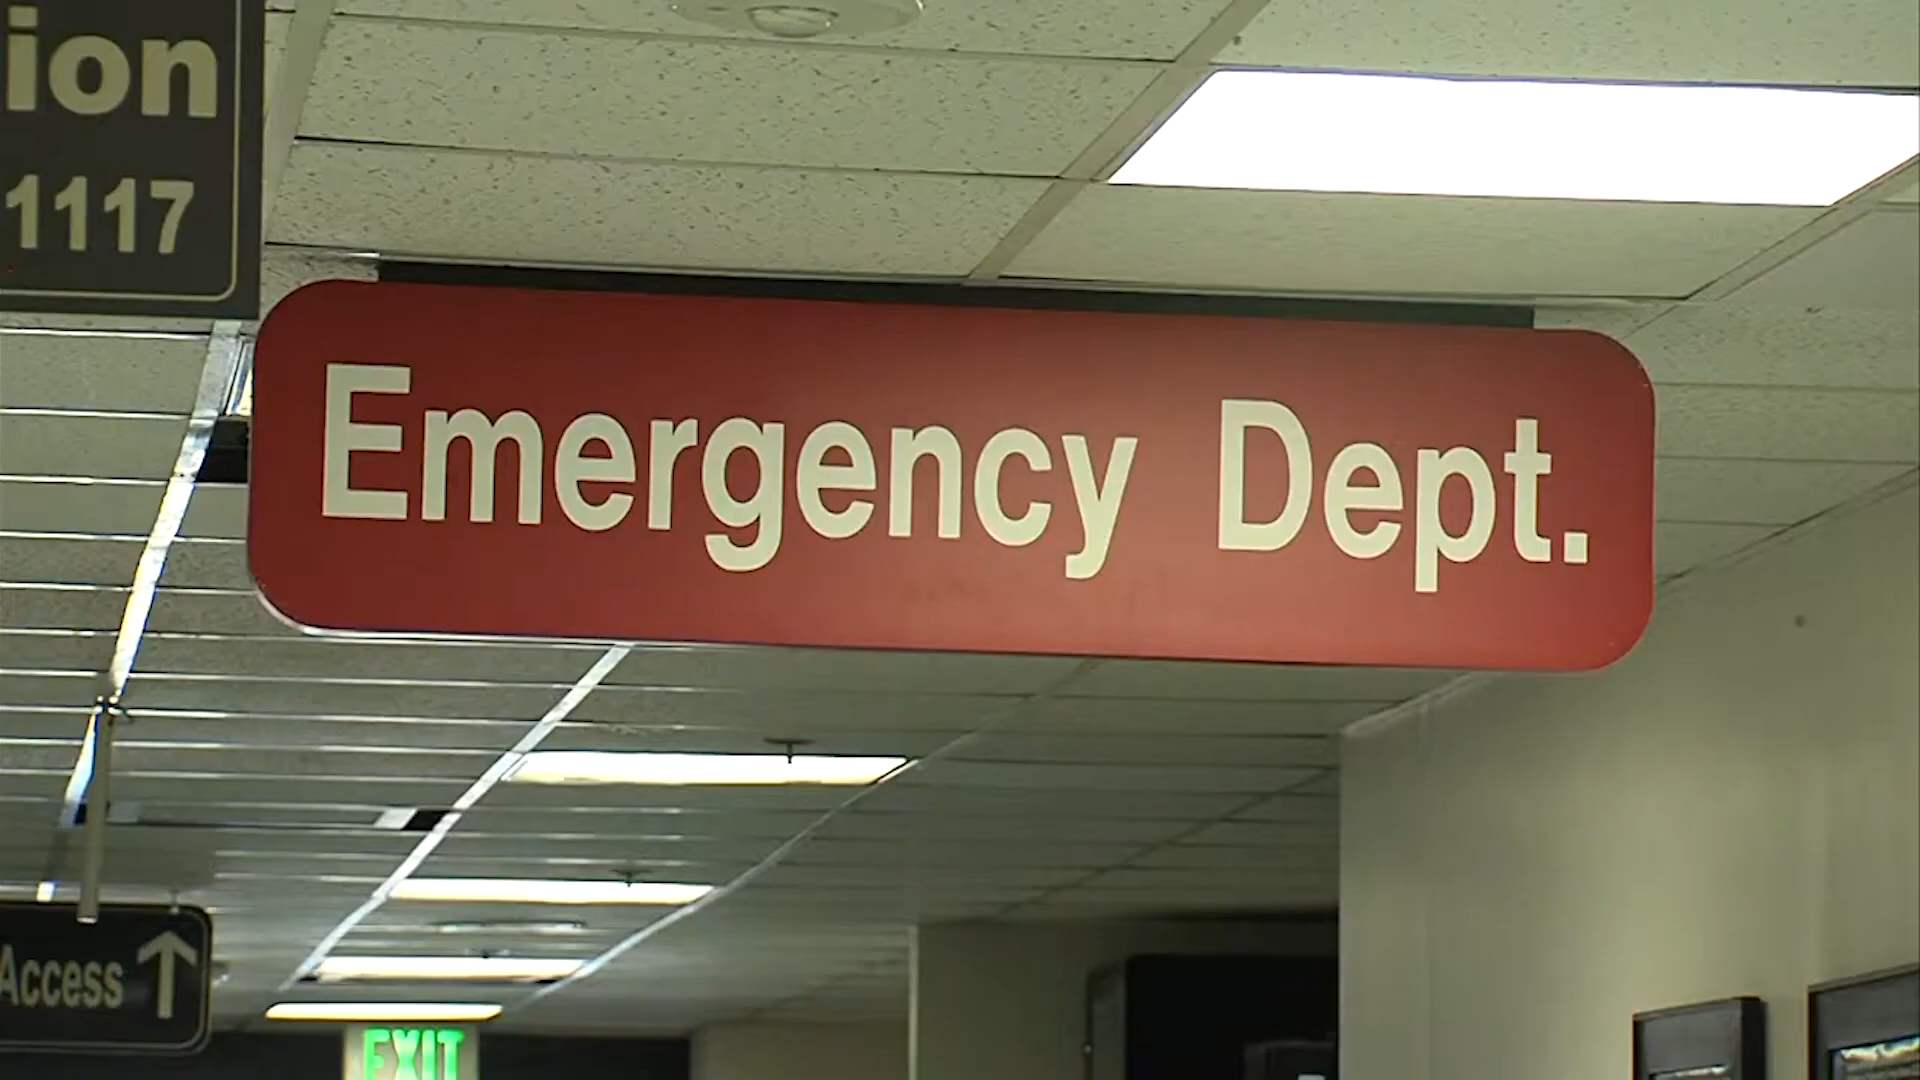 ion
1117
Emergency Dept.
Access ↑
EXIT